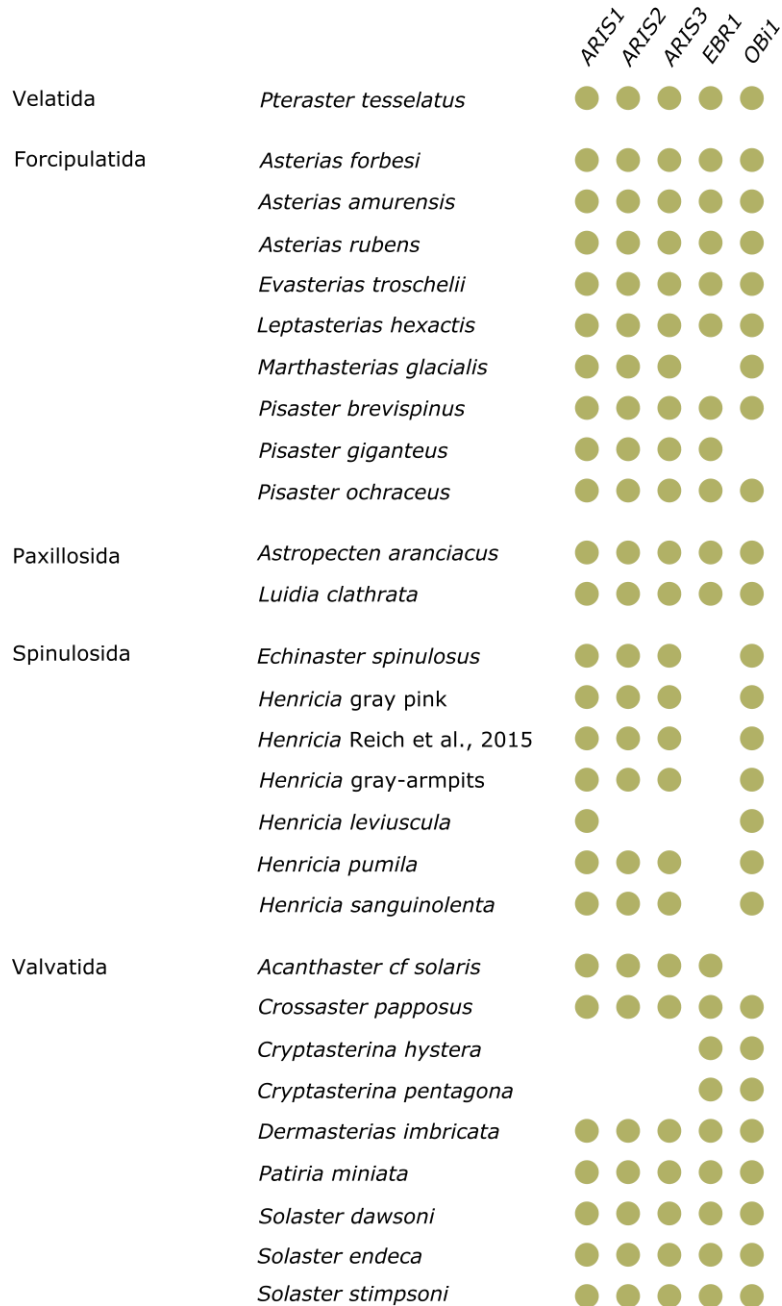 ARIS1 ARIS2 ARIS3 EBR1 OBi1
Velatida Pteraster tesselatus
Forcipulatida Asterias forbesi
Asterias amurensis
Asterias rubens
Evasterias troschelii
Leptasterias hexactis
Marthasterias glacialis
Pisaster brevispinus
Pisaster giganteus
Pisaster ochraceus
Paxillosida Astropecten aranciacus
Luidia clathrata
Spinulosida Echinaster spinulosus
Henricia gray pink
Henricia Reich et al., 2015
Henricia gray-armpits
Henricia leviuscula
Henricia pumila
Henricia sanguinolenta
Valvatida Acanthaster cf solaris
Crossaster papposus
Cryptasterina hystera
Cryptasterina pentagona
Dermasterias imbricata
Patiria miniata
Solaster dawsoni
Solaster endeca
Solaster stimpsoni